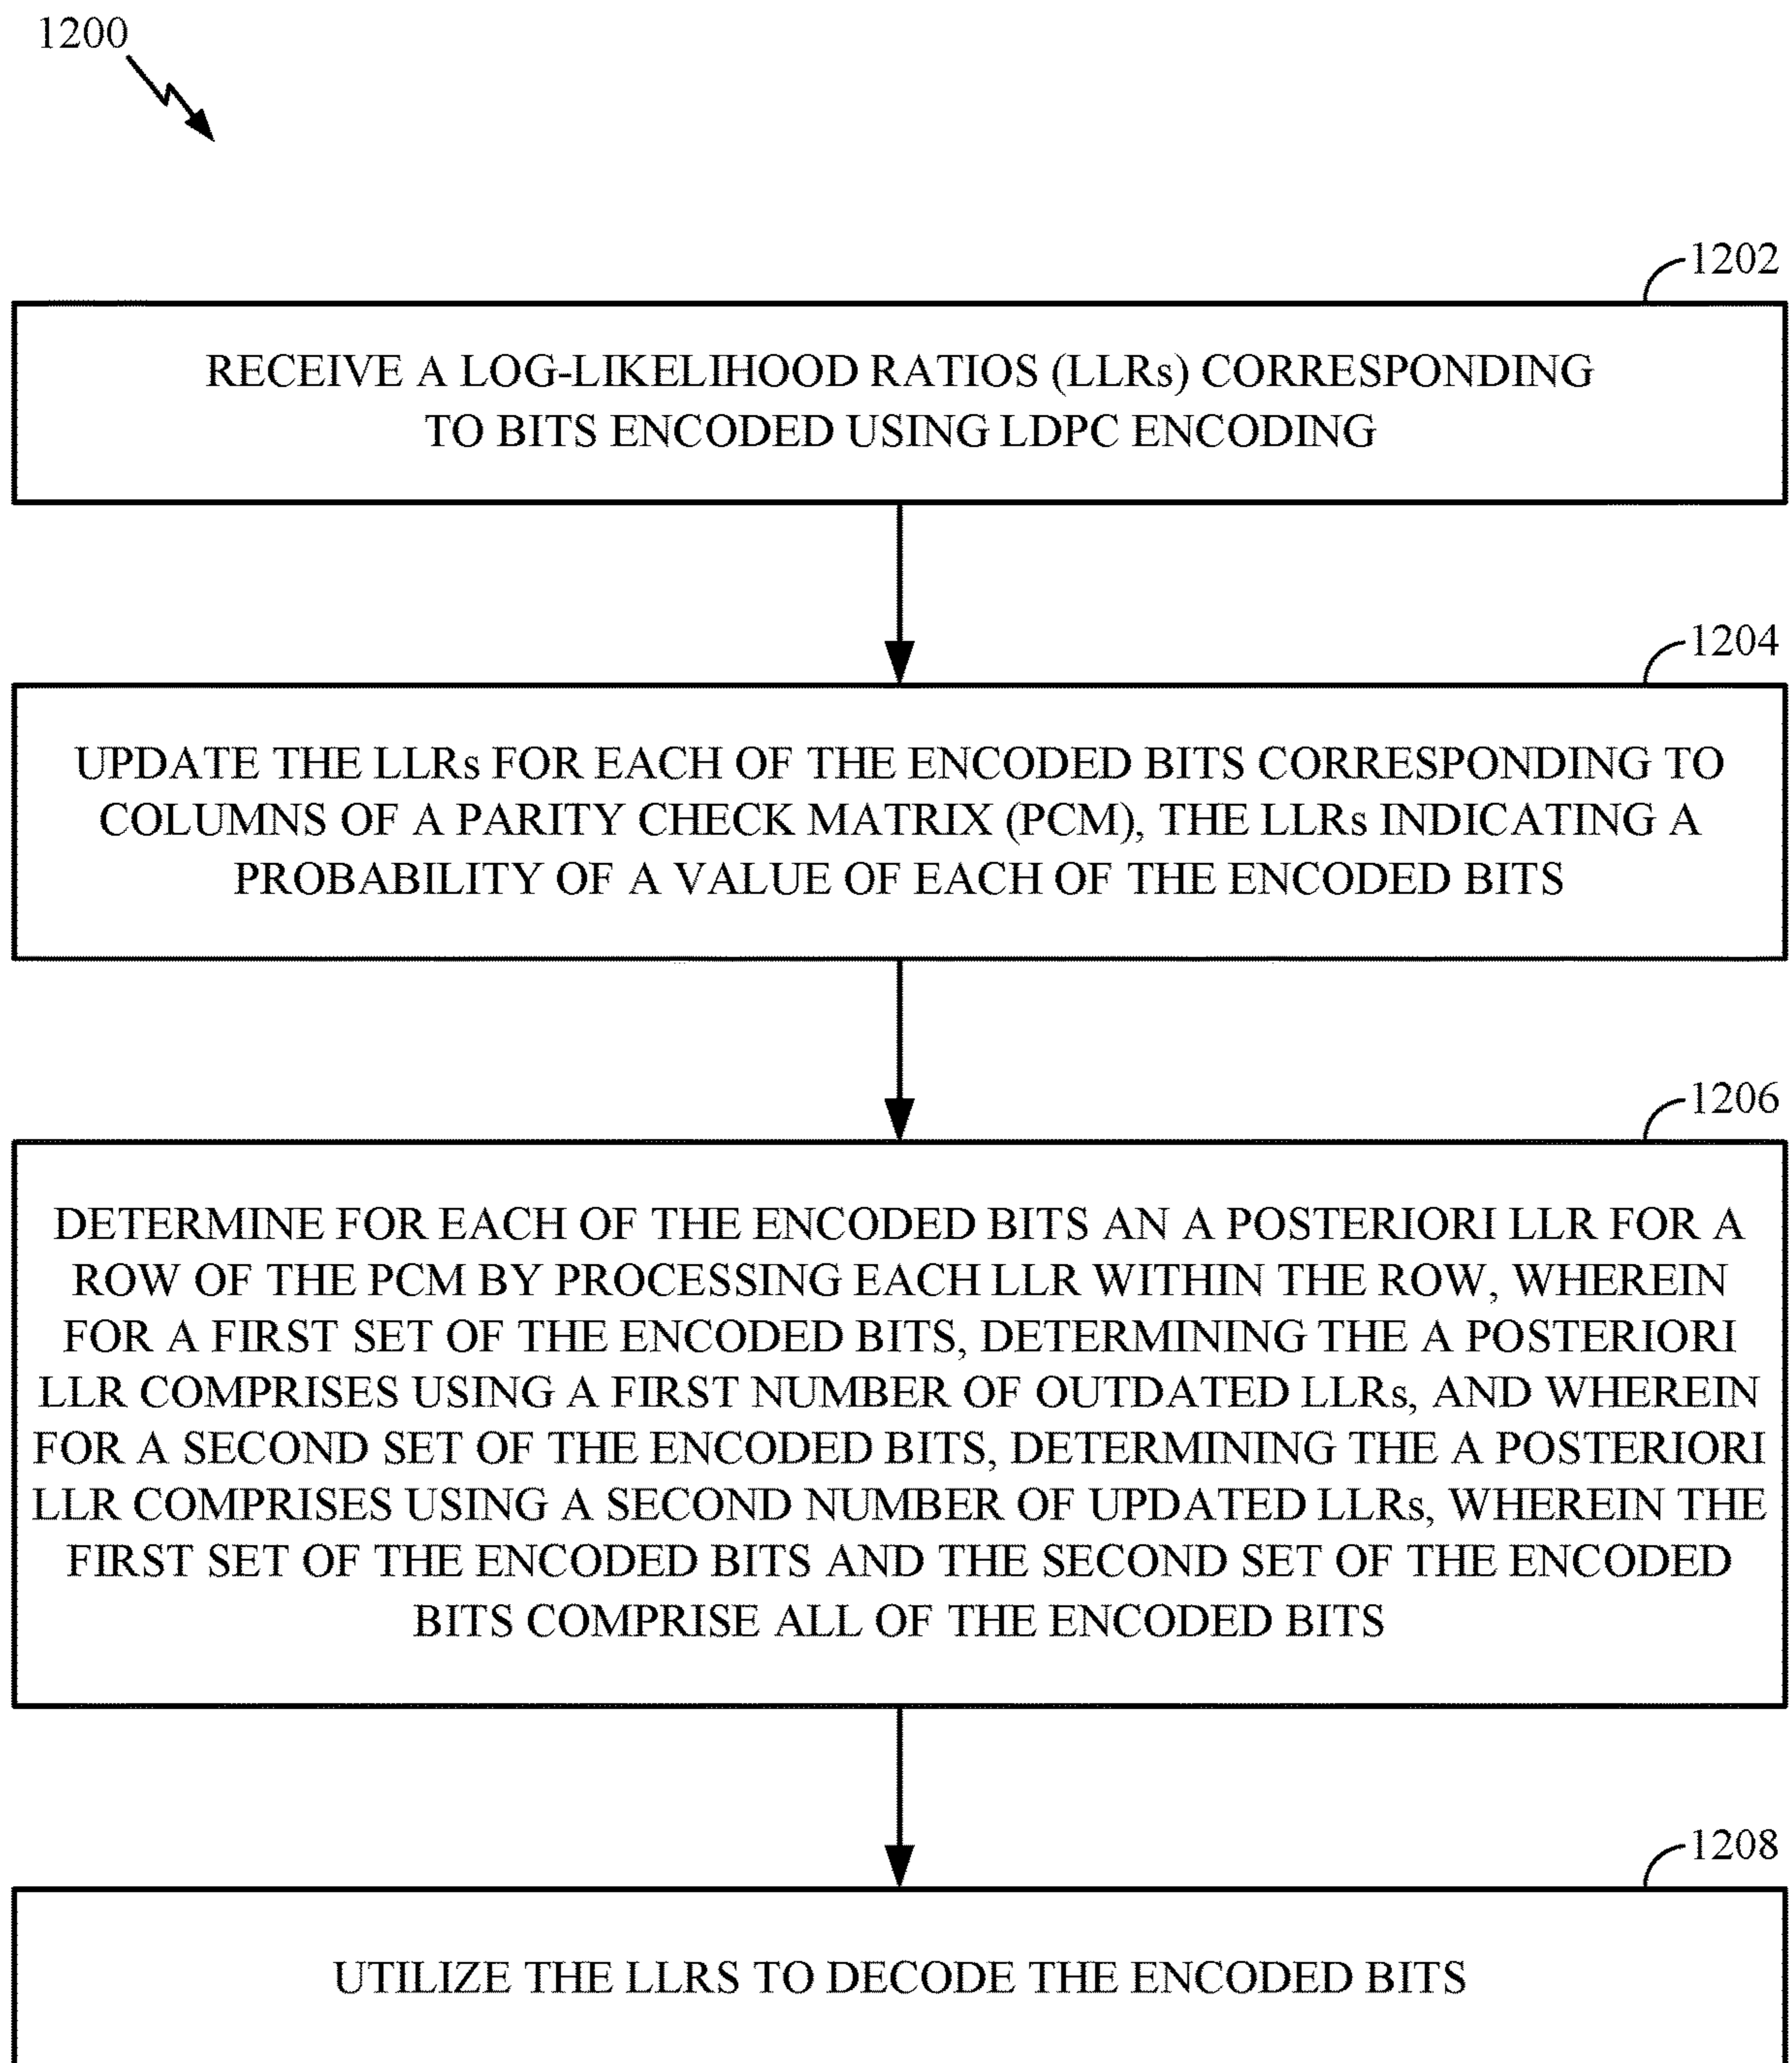 1200
1202
RECEIVE A LOG-LIKELIHOOD RATIOS (LLRs) CORRESPONDING
TO BITS ENCODED USING LDPC ENCODING
1204
UPDATE THE LLRs FOR EACH OF THE ENCODED BITS CORRESPONDING TO
COLUMNS OF A PARITY CHECK MATRIX (PCM), THE LLRs INDICATING A
PROBABILITY OF A VALUE OF EACH OF THE ENCODED BITS
1206
DETERMINE FOR EACH OF THE ENCODED BITS AN A POSTERIORI LLR FOR A
ROW OF THE PCM BY PROCESSING EACH LLR WITHIN THE ROW, WHEREIN
FOR A FIRST SET OF THE ENCODED BITS, DETERMINING THE A POSTERIORI
LLR COMPRISES USING A FIRST NUMBER OF OUTDATED LLRs, AND WHEREIN
FOR A SECOND SET OF THE ENCODED BITS, DETERMINING THE A POSTERIORI
LLR COMPRISES USING A SECOND NUMBER OF UPDATED LLRs, WHEREIN THE
FIRST SET OF THE ENCODED BITS AND THE SECOND SET OF THE ENCODED
BITS COMPRISE ALL OF THE ENCODED BITS
1208
UTILIZE THE LLRS TO DECODE THE ENCODED BITS